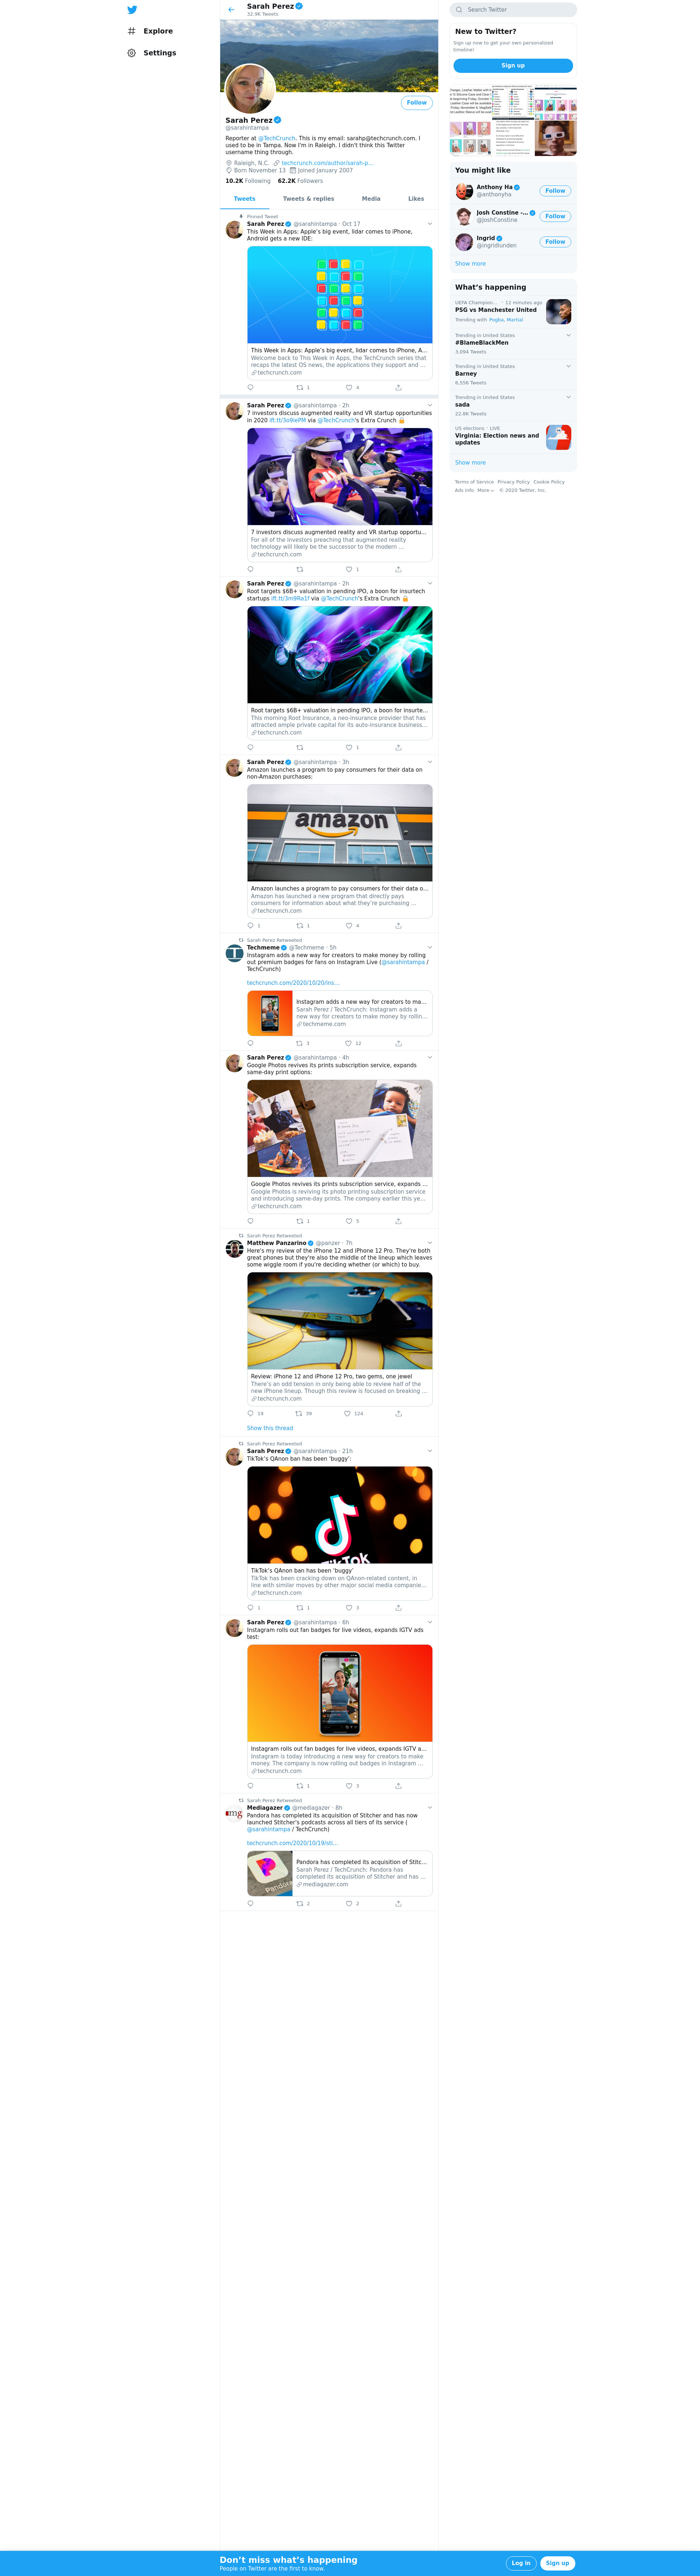 Explore
Settings
Sarah Perez
32.9K Tweets
Follow
Sarah Perez
@sarahintampa
Reporter at @TechCrunch. This is my email: sarahp@techcrunch.com. I
used to be in Tampa. Now I'm in Raleigh. I didn't think this Twitter
username thing through.
Raleigh, N.C. techcrunch.com/author/sarah-p…
Born November 13 Joined January 2007
10.2K Following 62.2K Followers
Tweets Tweets & replies Media Likes
Pinned Tweet
Sarah Perez @sarahintampa · Oct 17
This Week in Apps: Apple's big event, lidar comes to iPhone,
Android gets a new IDE:
This Week in Apps: Apple's big event, lidar comes to iPhone, A…
Welcome back to This Week in Apps, the TechCrunch series that
recaps the latest OS news, the applications they support and …
techcrunch.com
1 4
Sarah Perez @sarahintampa · 2h
7 investors discuss augmented reality and VR startup opportunities
in 2020 ift.tt/3o9iePM via @TechCrunch's Extra Crunch 🔒
7 investors discuss augmented reality and VR startup opportu…
For all of the investors preaching that augmented reality
technology will likely be the successor to the modern …
techcrunch.com
1
Sarah Perez @sarahintampa · 2h
Root targets $6B+ valuation in pending IPO, a boon for insurtech
startups ift.tt/3m9Ra1f via @TechCrunch's Extra Crunch 🔒
Root targets $6B+ valuation in pending IPO, a boon for insurte…
This morning Root Insurance, a neo-insurance provider that has
attracted ample private capital for its auto-insurance business…
techcrunch.com
1
Sarah Perez @sarahintampa · 3h
Amazon launches a program to pay consumers for their data on
non-Amazon purchases:
amazon
Amazon launches a program to pay consumers for their data o…
Amazon has launched a new program that directly pays
consumers for information about what they're purchasing …
techcrunch.com
1 1 4
Sarah Perez Retweeted
Techmeme @Techmeme · 5h
Instagram adds a new way for creators to make money by rolling
out premium badges for fans on Instagram Live (@sarahintampa /
TechCrunch)
techcrunch.com/2020/10/20/ins…
Instagram adds a new way for creators to ma…
Sarah Perez / TechCrunch: Instagram adds a
new way for creators to make money by rollin…
techmeme.com
3 12
Sarah Perez @sarahintampa · 4h
Google Photos revives its prints subscription service, expands
same-day print options:
Google Photos revives its prints subscription service, expands …
Google Photos is reviving its photo printing subscription service
and introducing same-day prints. The company earlier this ye…
techcrunch.com
1 5
Sarah Perez Retweeted
Matthew Panzarino @panzer · 7h
Here's my review of the iPhone 12 and iPhone 12 Pro. They're both
great phones but they're also the middle of the lineup which leaves
some wiggle room if you're deciding whether (or which) to buy.
Review: iPhone 12 and iPhone 12 Pro, two gems, one jewel
There's an odd tension in only being able to review half of the
new iPhone lineup. Though this review is focused on breaking …
techcrunch.com
19 39 124
Show this thread
Sarah Perez Retweeted
Sarah Perez @sarahintampa · 21h
TikTok's QAnon ban has been 'buggy':
TikTok
TikTok's QAnon ban has been 'buggy'
TikTok has been cracking down on QAnon-related content, in
line with similar moves by other major social media companie…
techcrunch.com
1 1 3
Sarah Perez @sarahintampa · 6h
Instagram rolls out fan badges for live videos, expands IGTV ads
test:
Instagram rolls out fan badges for live videos, expands IGTV a…
Instagram is today introducing a new way for creators to make
money. The company is now rolling out badges in Instagram …
techcrunch.com
1 3
Sarah Perez Retweeted
mg
Mediagazer @mediagazer · 8h
Pandora has completed its acquisition of Stitcher and has now
launched Stitcher's podcasts across all tiers of its service (
@sarahintampa / TechCrunch)
techcrunch.com/2020/10/19/sti…
Pandora
Pandora has completed its acquisition of Stitc…
Sarah Perez / TechCrunch: Pandora has
completed its acquisition of Stitcher and has …
mediagazer.com
2 2
Search Twitter
New to Twitter?
Sign up now to get your own personalized
timeline!
Sign up
You might like
Anthony Ha
@anthonyha
Follow
Josh Constine -…
@JoshConstine
Follow
Ingrid
@ingridlunden
Follow
Show more
What's happening
UEFA Champion… · 12 minutes ago
PSG vs Manchester United
Trending with Pogba, Martial
Trending in United States
#BlameBlackMen
3,094 Tweets
Trending in United States
Barney
6,556 Tweets
Trending in United States
sada
22.8K Tweets
US elections · LIVE
Virginia: Election news and
updates
Show more
Terms of Service Privacy Policy Cookie Policy
Ads info More © 2020 Twitter, Inc.
Don't miss what's happening
People on Twitter are the first to know.
Log in Sign up